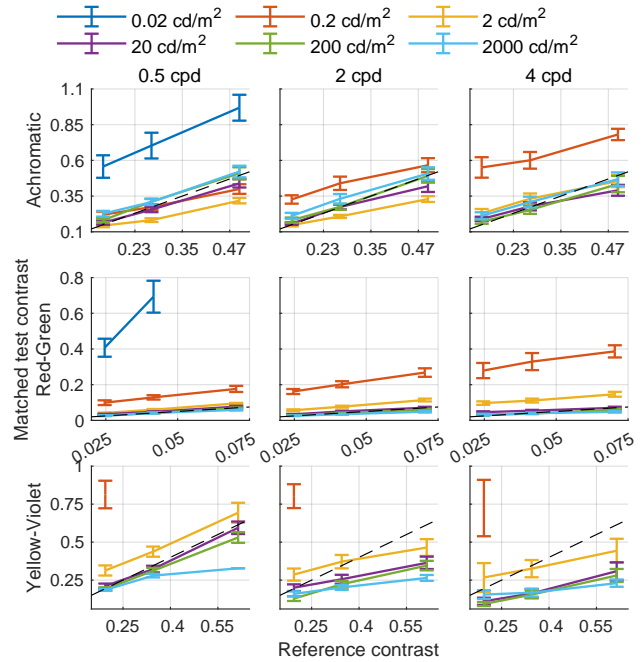 0.02 cd/m² 0.2 cd/m² 2 cd/m²
20 cd/m² 200 cd/m² 2000 cd/m²
0.5 cpd 2 cpd 4 cpd
Achromatic
1.1
0.85
0.6
0.35
0.1
0.23 0.35 0.47 0.23 0.35 0.47 0.23 0.35 0.47
Matched test contrast
Red-Green
0.8
0.6
0.4
0.2
0
0.025 0.05 0.075 0.025 0.05 0.075 0.025 0.05 0.075
Yellow-Violet
1
0.75
0.5
0.25
0.25 0.4 0.55 0.25 0.4 0.55 0.25 0.4 0.55
Reference contrast